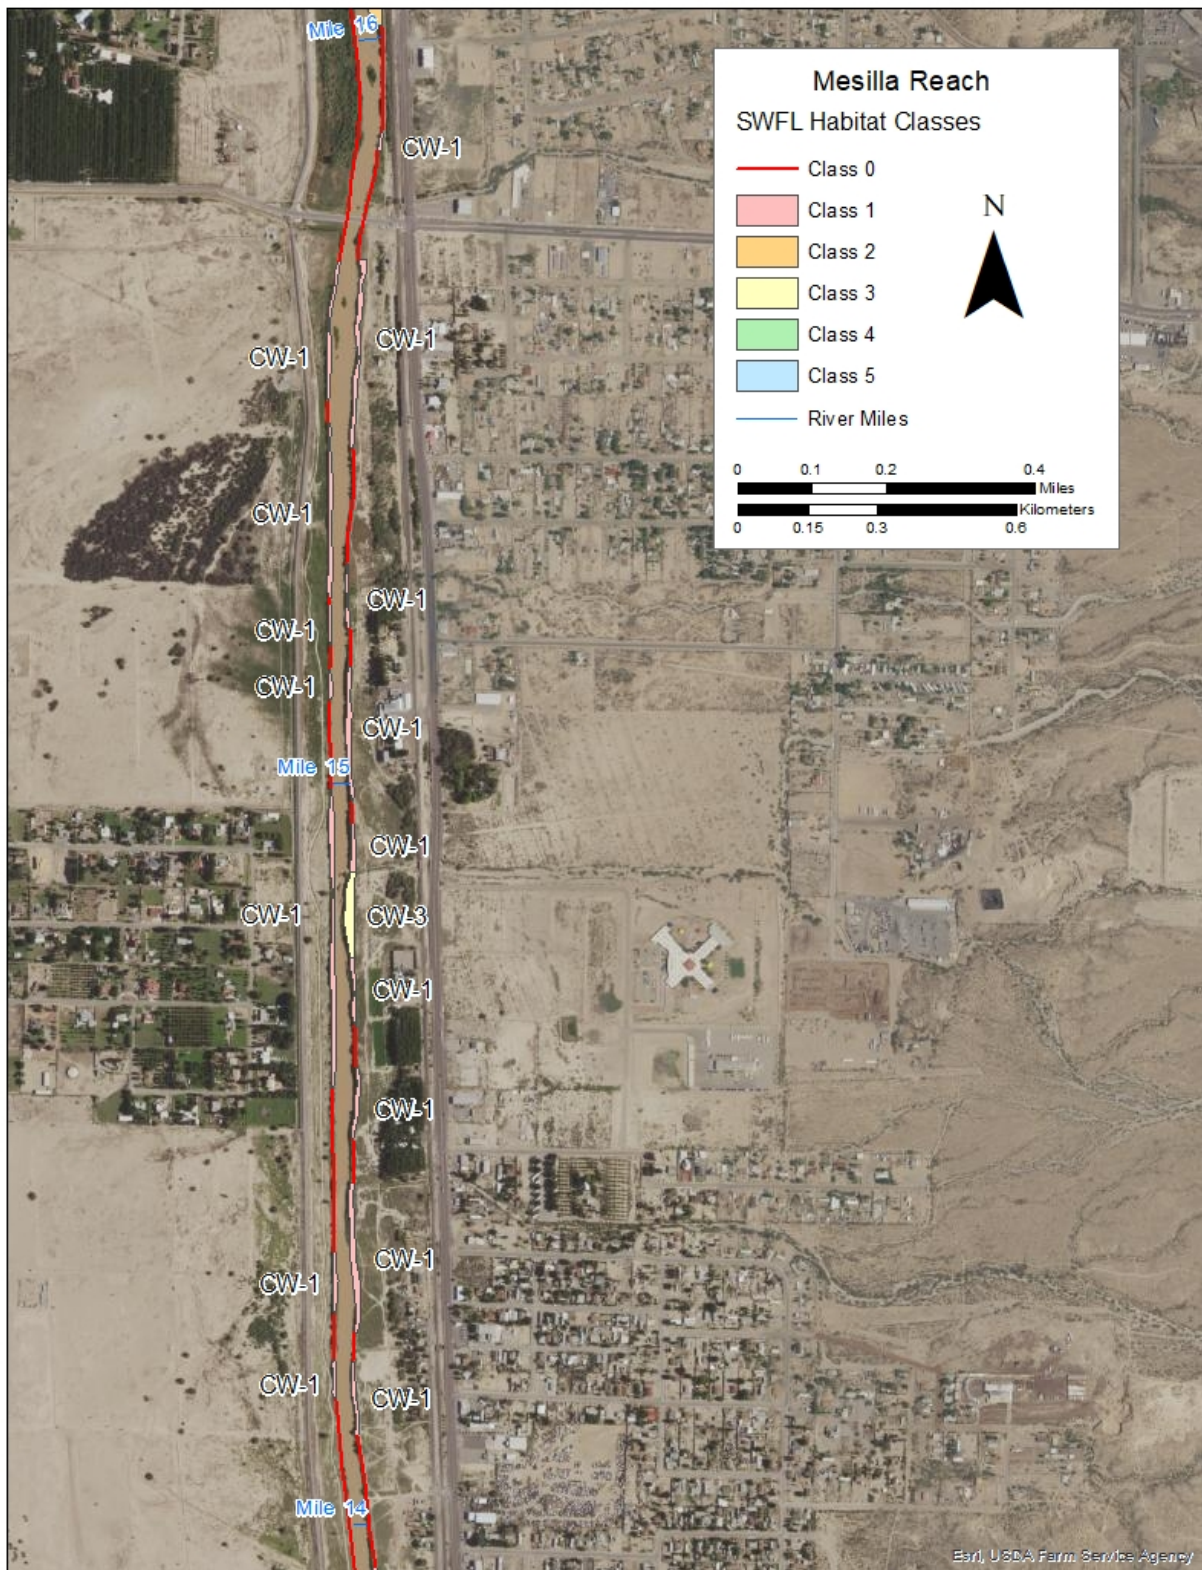 Mile 16
Mesilla Reach
SWFL Habitat Classes
Class 0
Class 1
Class 2
Class 3
Class 4
Class 5
River Miles
N
0 0.1 0.2 0.4
Miles
Kilometers
0 0.15 0.3 0.6
CW-1
CW-1
CW-1
CW-1
CW-1
CW-1
CW-1
CW-1
Mile 15
CW-1
CW-1
CW-3
CW-1
CW-1
CW-1
CW-1
CW-1
CW-1
Mile 14
Esri, USDA Farm Service Agency